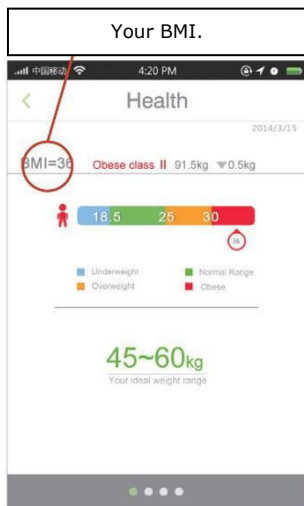 Your BMI.
中国移动 4:20 PM
Health
2014/3/15
BMI=36 Obese class II 91.5kg ▼0.5kg
18.5 25 30
36
Underweight Normal Range
Overweight Obese
45~60kg
Your ideal weight range